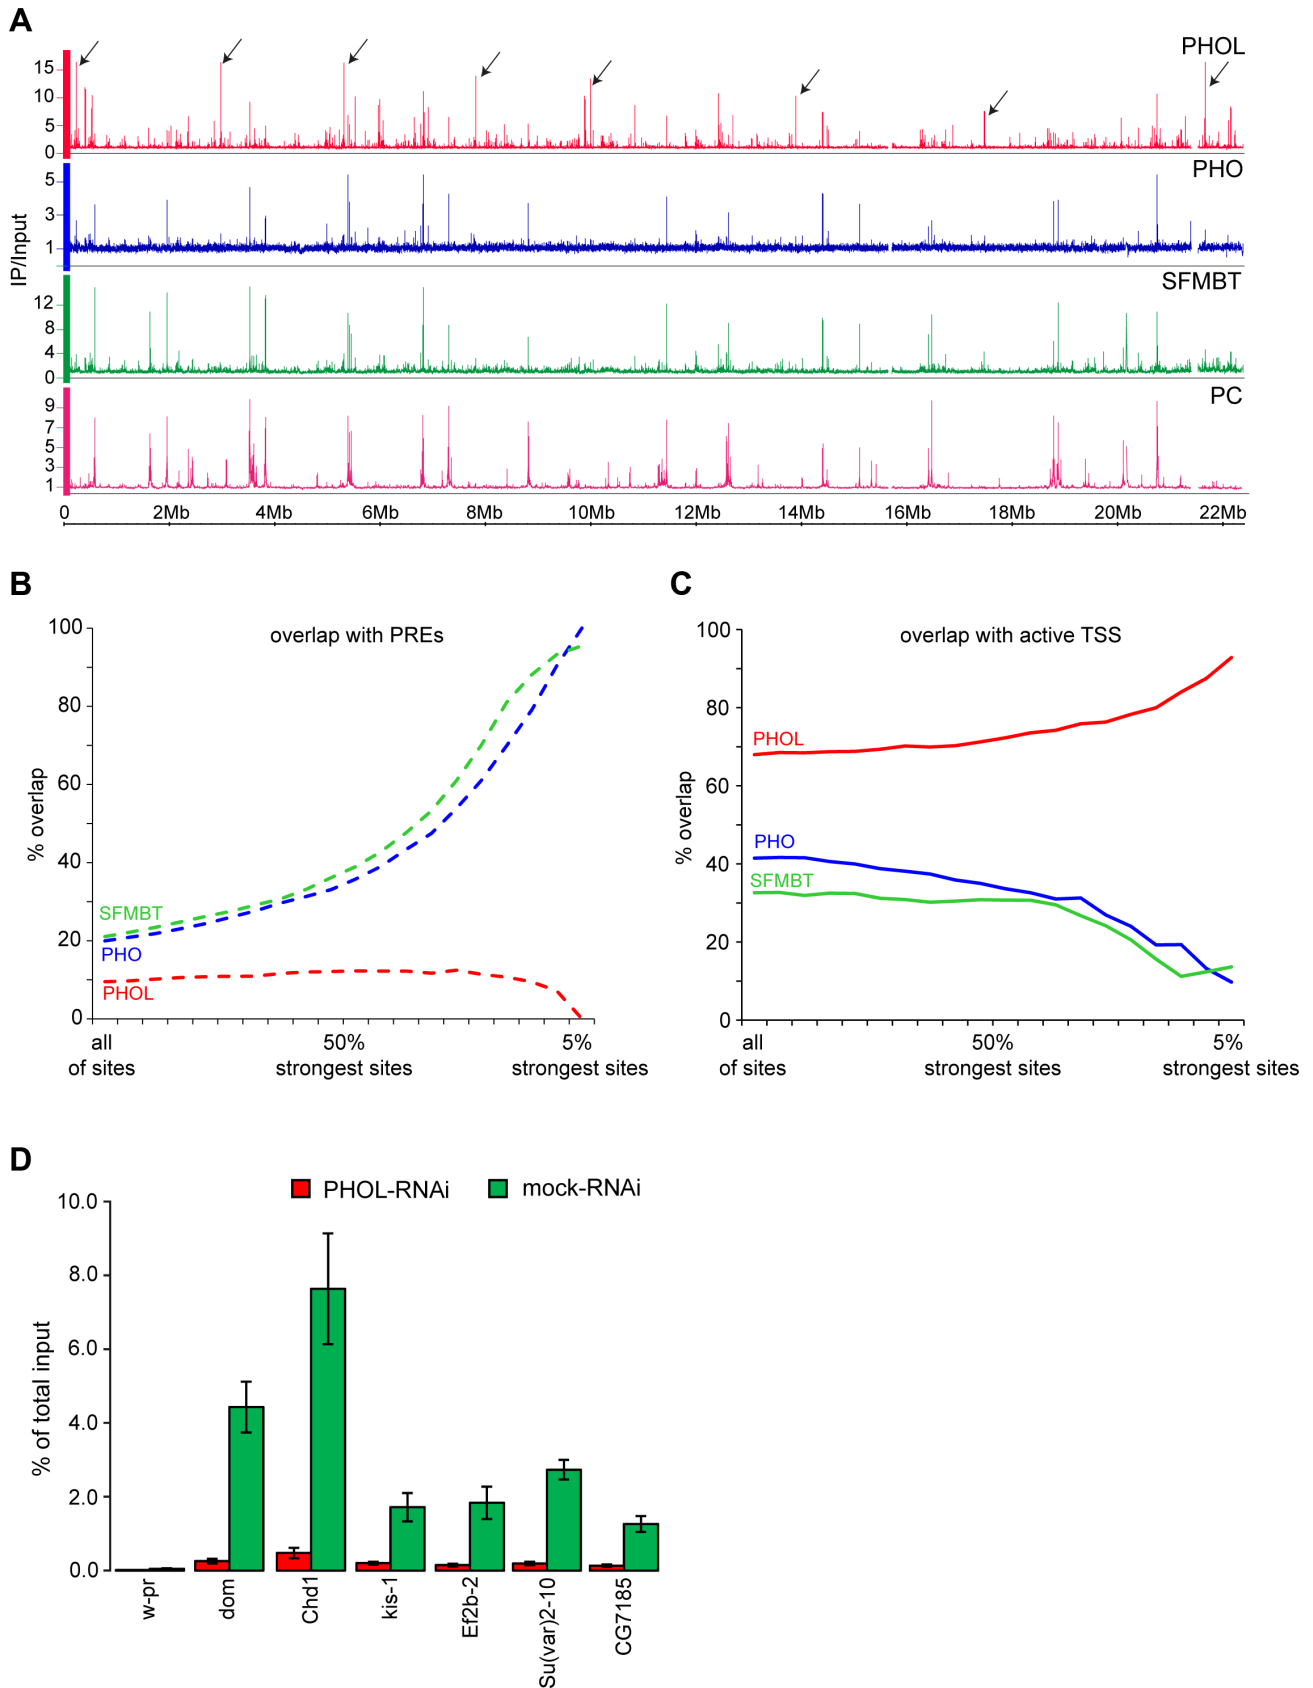 A
PHOL
15
10
5
0
PHO
5
3
1
IP/Input
SFMBT
12
8
4
0
PC
9
7
5
3
1
0 2Mb 4Mb 6Mb 8Mb 10Mb 12Mb 14Mb 16Mb 18Mb 20Mb 22Mb
B
overlap with PREs
100
80
60
40
20
0
% overlap
SFMBT
PHO
PHOL
all 50% 5%
of sites strongest sites strongest sites
C
overlap with active TSS
100
80
60
40
20
0
% overlap
PHOL
PHO
SFMBT
all 50% 5%
of sites strongest sites strongest sites
D
PHOL-RNAi mock-RNAi
10.0
8.0
6.0
4.0
2.0
0.0
% of total input
w-pr
dom
Chd1
kis-1
Ef2b-2
Su(var)2-10
CG7185